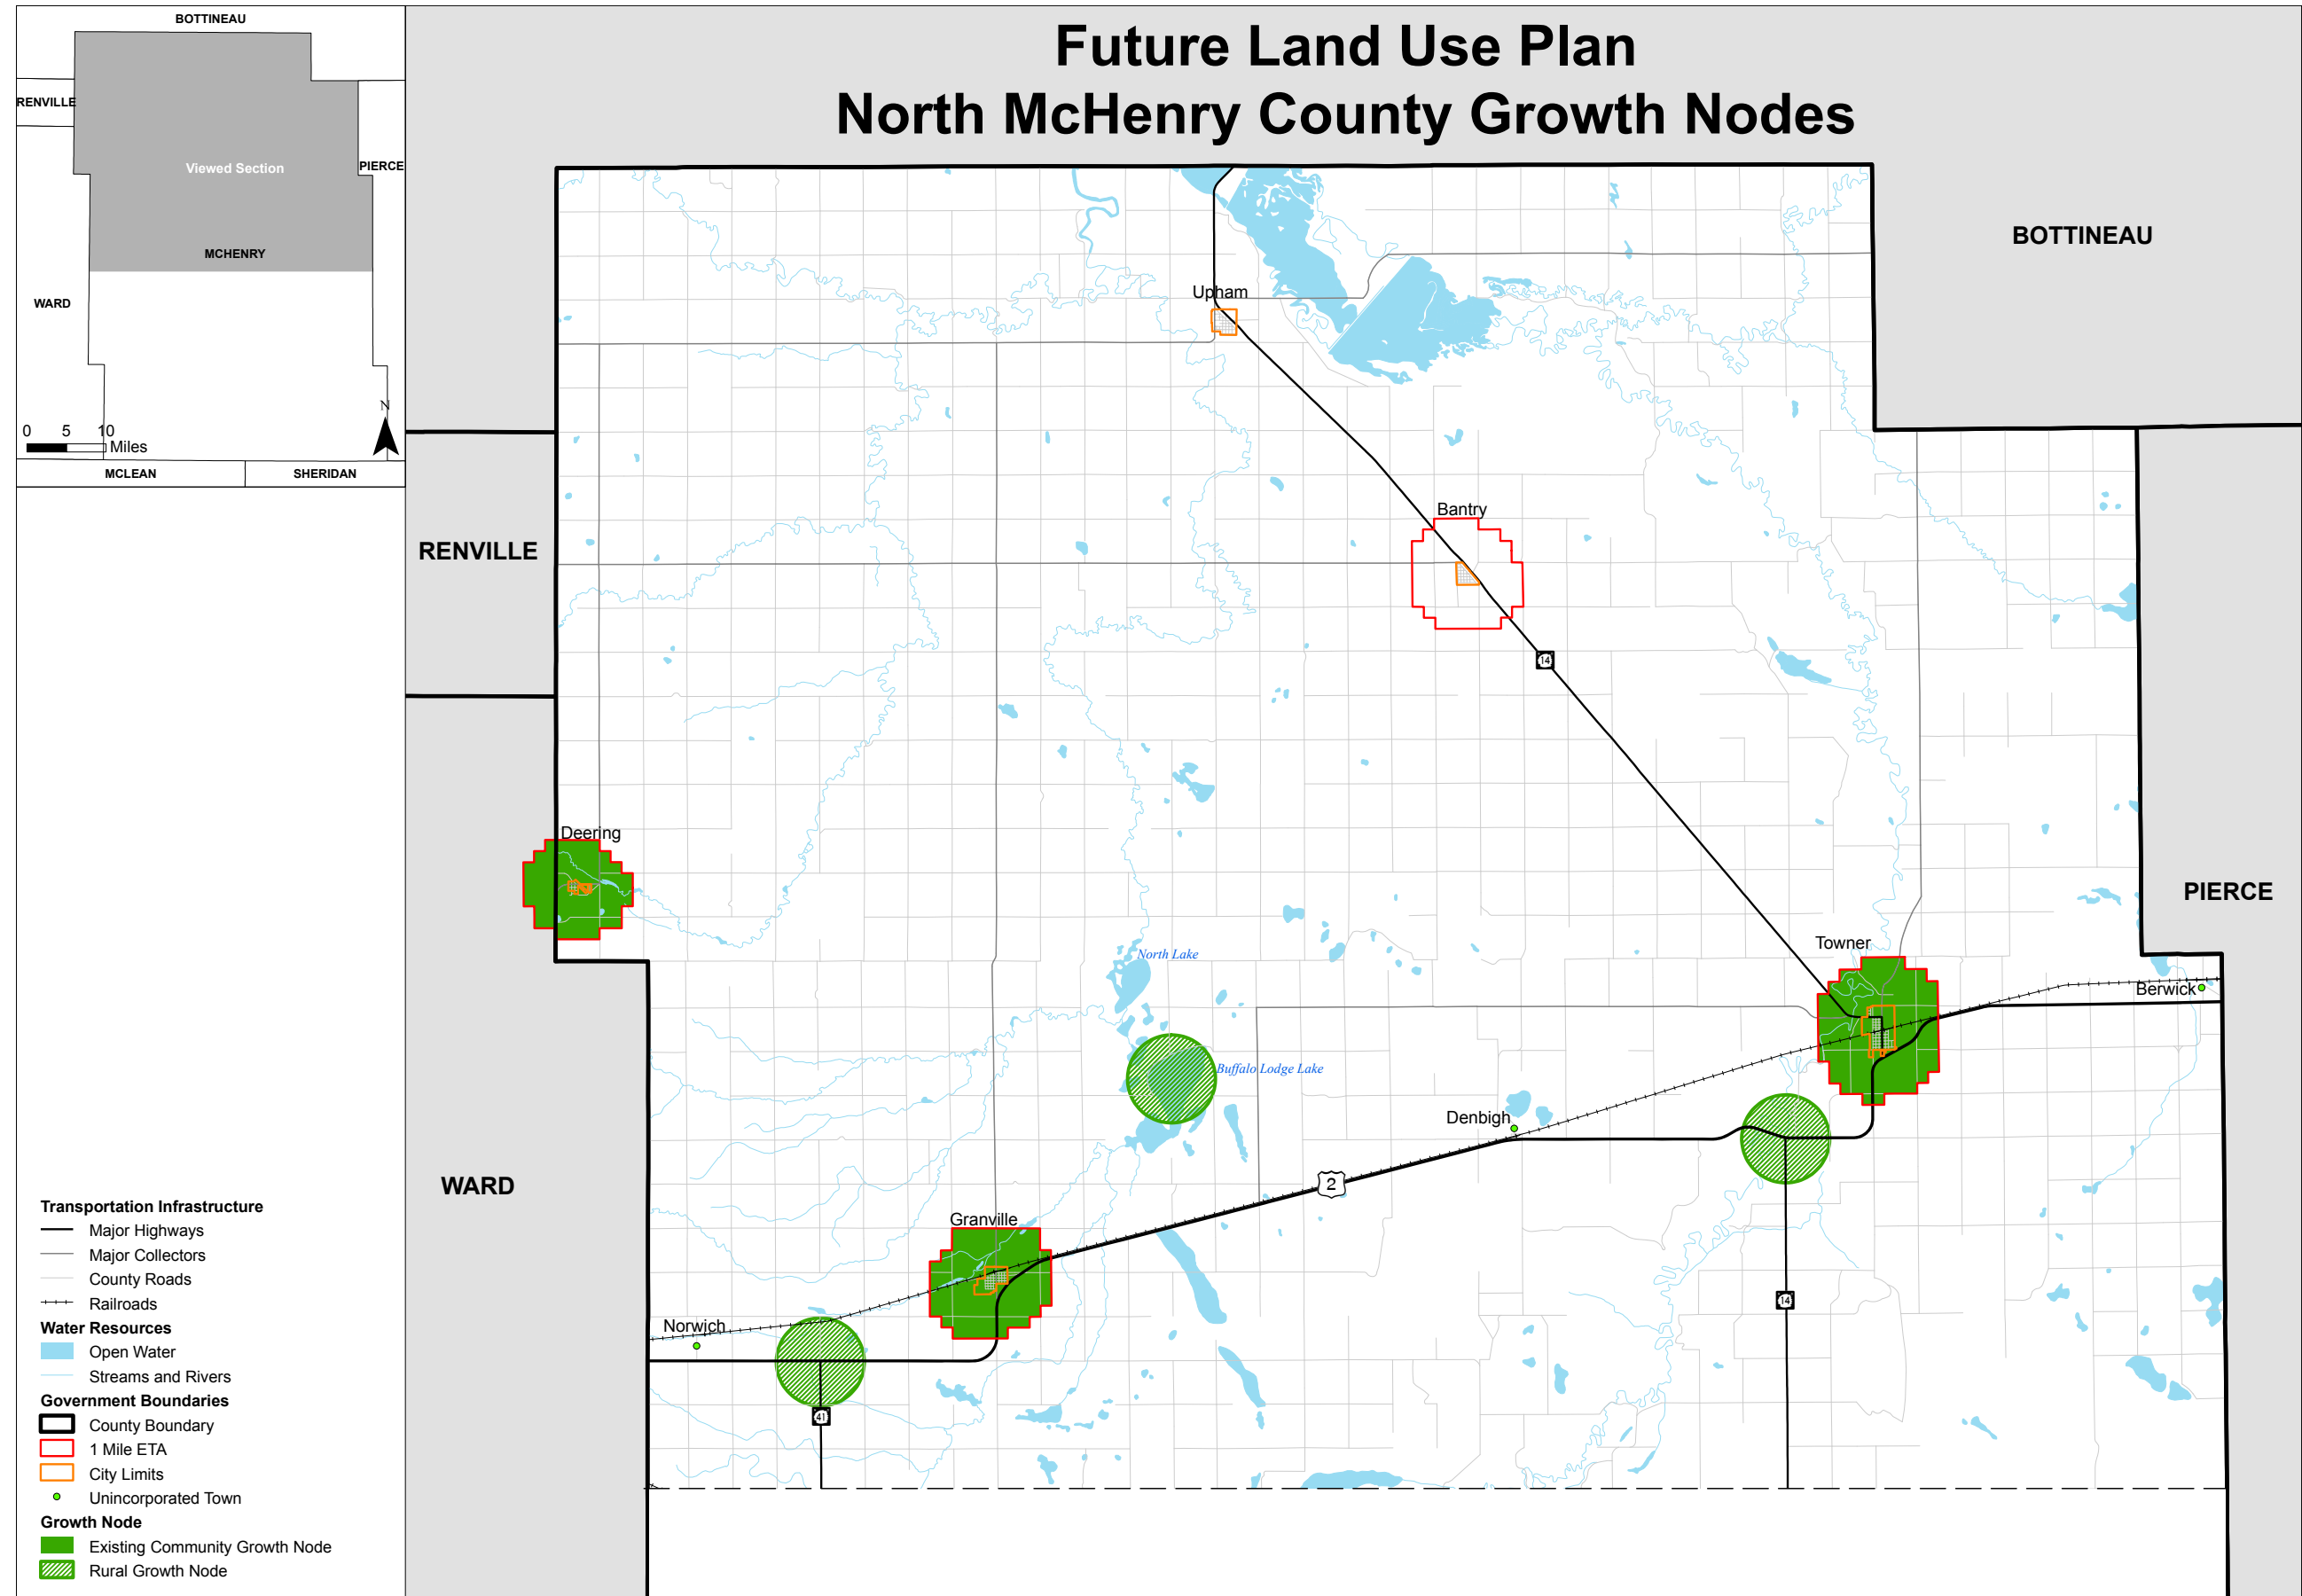 Future Land Use Plan
North McHenry County Growth Nodes
BOTTINEAU
RENVILLE
PIERCE
Viewed Section
MCHENRY
WARD
N
0 5 10
Miles
MCLEAN
SHERIDAN
BOTTINEAU
Upham
Bantry
RENVILLE
14
Deering
PIERCE
Towner
North Lake
Berwick
Buffalo Lodge Lake
Denbigh
WARD
2
Granville
14
Norwich
41
Transportation Infrastructure
Major Highways
Major Collectors
County Roads
Railroads
Water Resources
Open Water
Streams and Rivers
Government Boundaries
County Boundary
1 Mile ETA
City Limits
Unincorporated Town
Growth Node
Existing Community Growth Node
Rural Growth Node